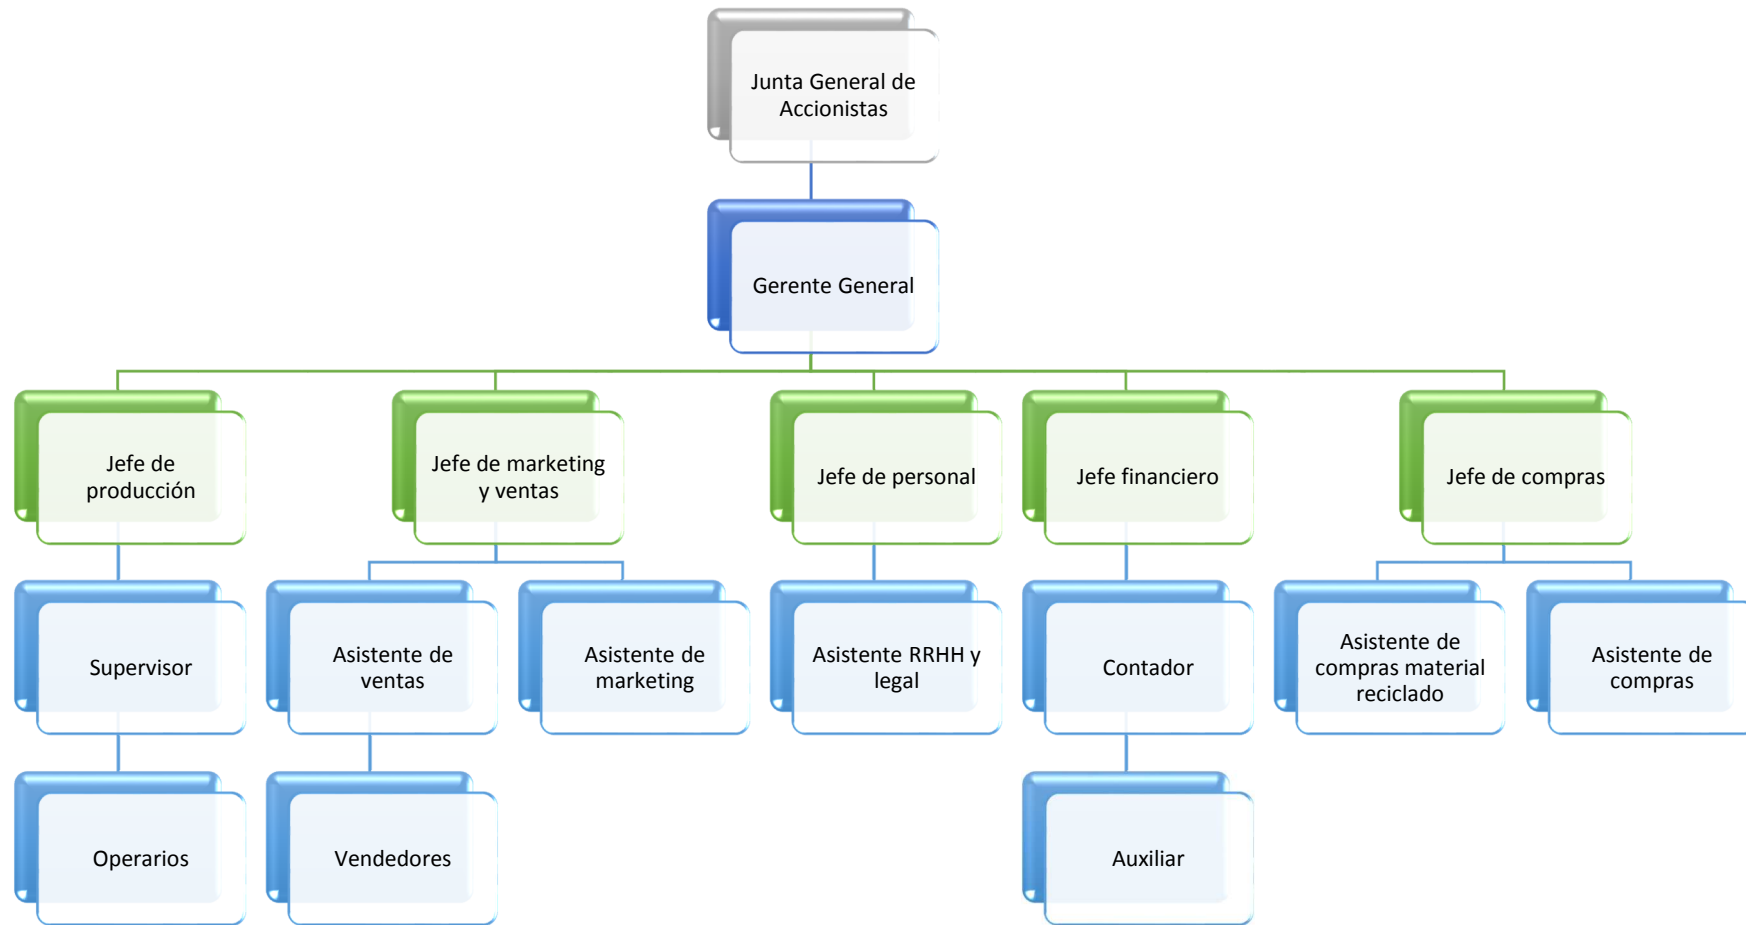 Junta General de
Accionistas
Gerente General
Jefe de
producción
Jefe de marketing
y ventas
Jefe de personal
Jefe financiero
Jefe de compras
Supervisor
Asistente de
ventas
Asistente de
marketing
Asistente RRHH y
legal
Contador
Asistente de
compras material
reciclado
Asistente de
compras
Operarios
Vendedores
Auxiliar